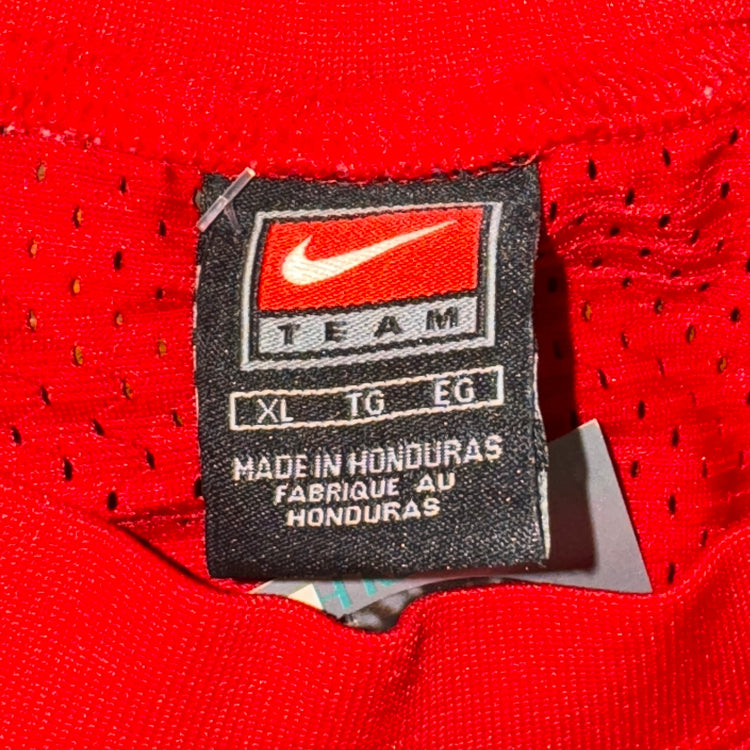 TEAM
XL TG EG
MADE IN HONDURAS
FABRIQUE AU
HONDURAS